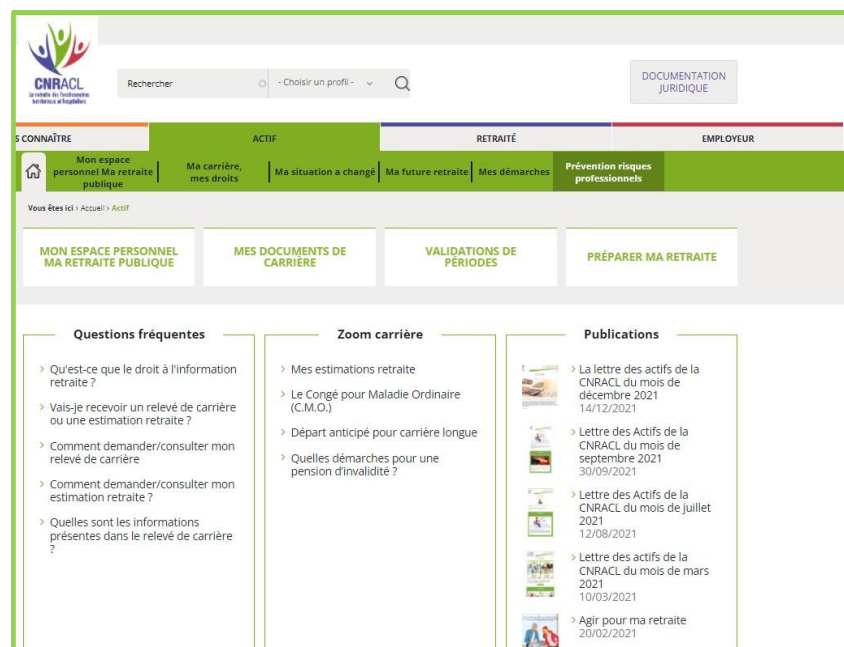 CNRACL
La retraite des fonctionnaires
territoriaux et hospitaliers
Rechercher
- Choisir un profil -
DOCUMENTATION
JURIDIQUE
S CONNAÎTRE
ACTIF
RETRAITÉ
EMPLOYEUR
Mon espace
personnel Ma retraite
publique
Ma carrière,
mes droits
Ma situation a changé
Ma future retraite
Mes démarches
Prévention risques
professionnels
Vous êtes ici > Accueil > Actif
MON ESPACE PERSONNEL
MA RETRAITE PUBLIQUE
MES DOCUMENTS DE
CARRIÈRE
VALIDATIONS DE
PÉRIODES
PRÉPARER MA RETRAITE
Questions fréquentes
> Qu'est-ce que le droit à l'information
retraite ?
> Vais-je recevoir un relevé de carrière
ou une estimation retraite ?
> Comment demander/consulter mon
relevé de carrière
> Comment demander/consulter mon
estimation retraite ?
> Quelles sont les informations
présentes dans le relevé de carrière
?
Zoom carrière
> Mes estimations retraite
> Le Congé pour Maladie Ordinaire
(C.M.O.)
> Départ anticipé pour carrière longue
> Quelles démarches pour une
pension d'invalidité ?
Publications
> La lettre des actifs de la
CNRACL du mois de
décembre 2021
14/12/2021
> Lettre des Actifs de la
CNRACL du mois de
septembre 2021
30/09/2021
> Lettre des Actifs de la
CNRACL du mois de juillet
2021
12/08/2021
> Lettre des actifs de la
CNRACL du mois de mars
2021
10/03/2021
> Agir pour ma retraite
20/02/2021